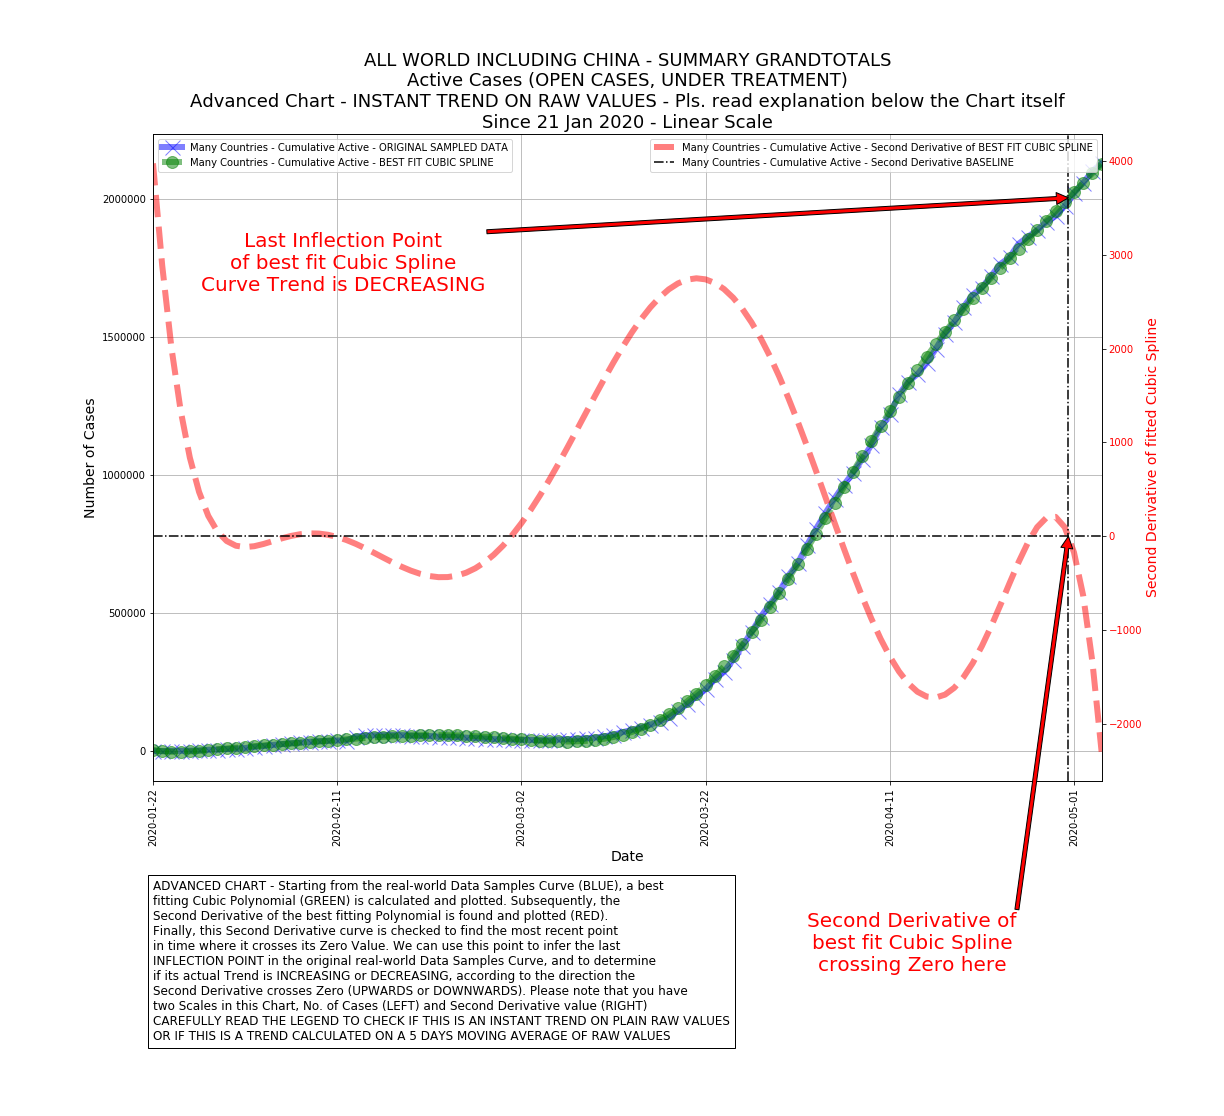 ALL WORLD INCLUDING CHINA - SUMMARY GRANDTOTALS
Active Cases (OPEN CASES, UNDER TREATMENT)
Advanced Chart - INSTANT TREND ON RAW VALUES - Pls. read explanation below the Chart itself
Since 21 Jan 2020 - Linear Scale
Many Countries - Cumulative Active - ORIGINAL SAMPLED DATA
Many Countries - Cumulative Active - BEST FIT CUBIC SPLINE
Many Countries - Cumulative Active - Second Derivative of BEST FIT CUBIC SPLINE
Many Countries - Cumulative Active - Second Derivative BASELINE
Last Inflection Point
of best fit Cubic Spline
Curve Trend is DECREASING
Number of Cases
2000000
1500000
1000000
500000
0
4000
3000
2000
1000
0
−1000
−2000
Second Derivative of fitted Cubic Spline
2020-01-22
2020-02-11
2020-03-02
2020-03-22
2020-04-11
2020-05-01
Date
ADVANCED CHART - Starting from the real-world Data Samples Curve (BLUE), a best
fitting Cubic Polynomial (GREEN) is calculated and plotted. Subsequently, the
Second Derivative of the best fitting Polynomial is found and plotted (RED).
Finally, this Second Derivative curve is checked to find the most recent point
in time where it crosses its Zero Value. We can use this point to infer the last
INFLECTION POINT in the original real-world Data Samples Curve, and to determine
if its actual Trend is INCREASING or DECREASING, according to the direction the
Second Derivative crosses Zero (UPWARDS or DOWNWARDS). Please note that you have
two Scales in this Chart, No. of Cases (LEFT) and Second Derivative value (RIGHT)
CAREFULLY READ THE LEGEND TO CHECK IF THIS IS AN INSTANT TREND ON PLAIN RAW VALUES
OR IF THIS IS A TREND CALCULATED ON A 5 DAYS MOVING AVERAGE OF RAW VALUES
Second Derivative of
best fit Cubic Spline
crossing Zero here